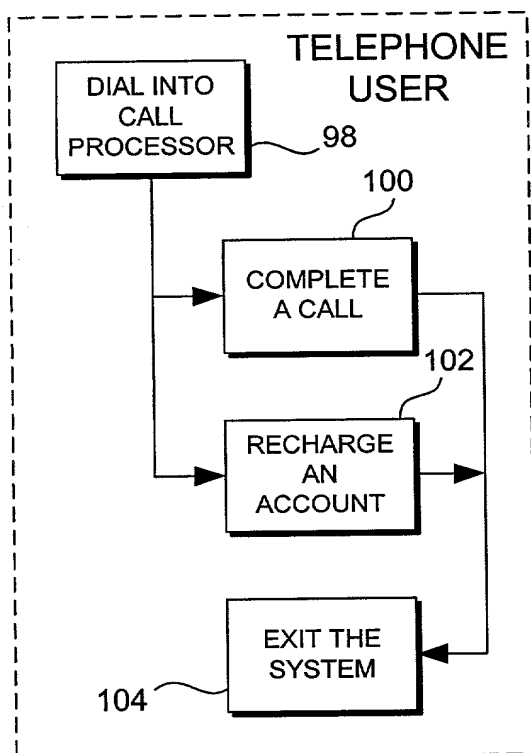 TELEPHONE
USER
DIAL INTO
CALL
PROCESSOR
98
100
COMPLETE
A CALL
102
RECHARGE
AN
ACCOUNT
EXIT THE
SYSTEM
104